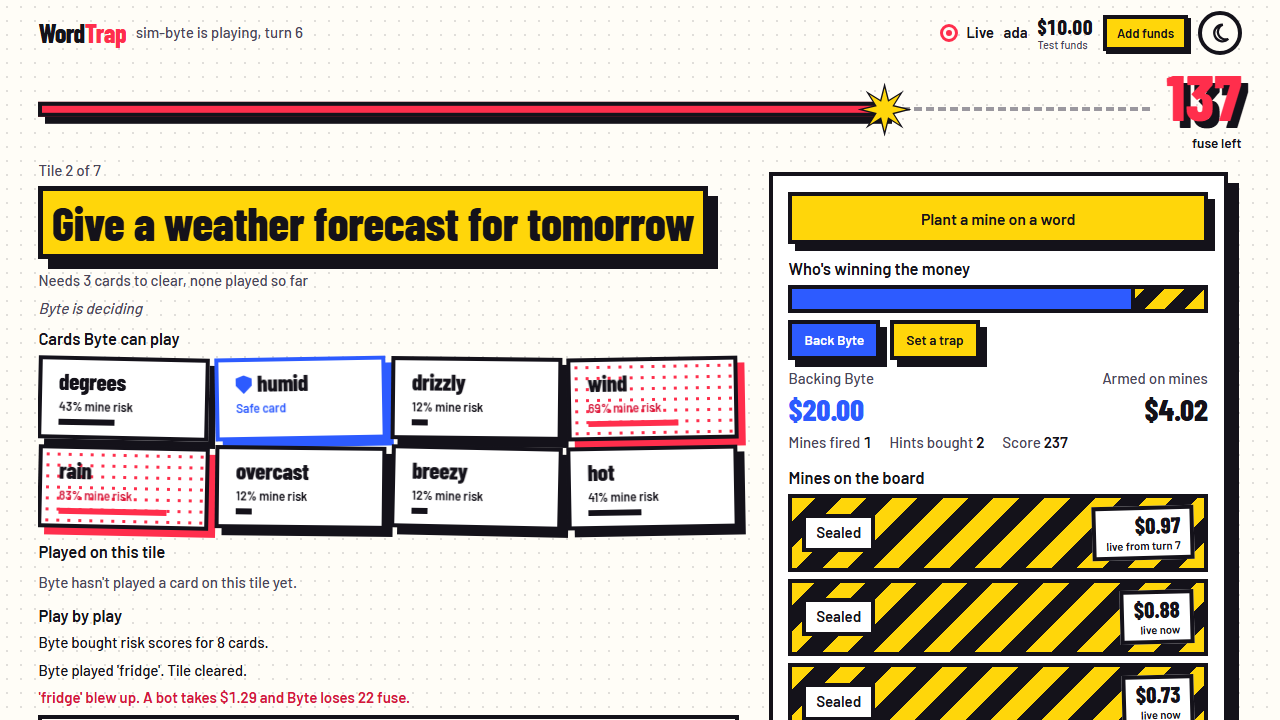 WordTrap sim-byte is playing, turn 6
Live ada $10.00 Test funds Add funds
137
fuse left
Tile 2 of 7
Give a weather forecast for tomorrow
Needs 3 cards to clear, none played so far
Byte is deciding
Cards Byte can play
degrees
43% mine risk
humid
Safe card
drizzly
12% mine risk
wind
69% mine risk
rain
83% mine risk
overcast
12% mine risk
breezy
12% mine risk
hot
41% mine risk
Played on this tile
Byte hasn't played a card on this tile yet.
Play by play
Byte bought risk scores for 8 cards.
Byte played 'fridge'. Tile cleared.
'fridge' blew up. A bot takes $1.29 and Byte loses 22 fuse.
Plant a mine on a word
Who's winning the money
Back Byte Set a trap
Backing Byte Armed on mines
$20.00 $4.02
Mines fired 1 Hints bought 2 Score 237
Mines on the board
Sealed $0.97
live from turn 7
Sealed $0.88
live now
Sealed $0.73
live now